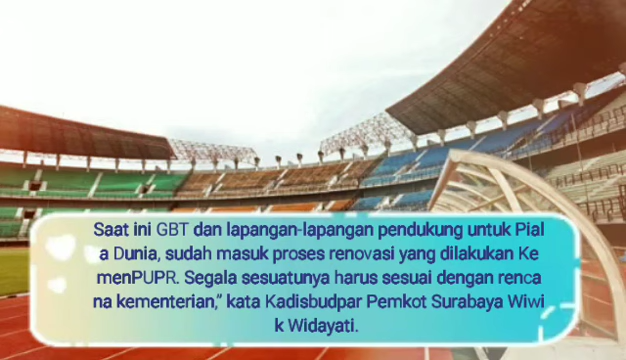 Saat ini GBT dan lapangan-lapangan pendukung untuk Pial
a Dunia, sudah masuk proses renovasi yang dilakukan Ke
menPUPR. Segala sesuatunya harus sesuai dengan renca
na kementerian,” kata Kadisbudpar Pemkot Surabaya Wiwi
k Widayati.